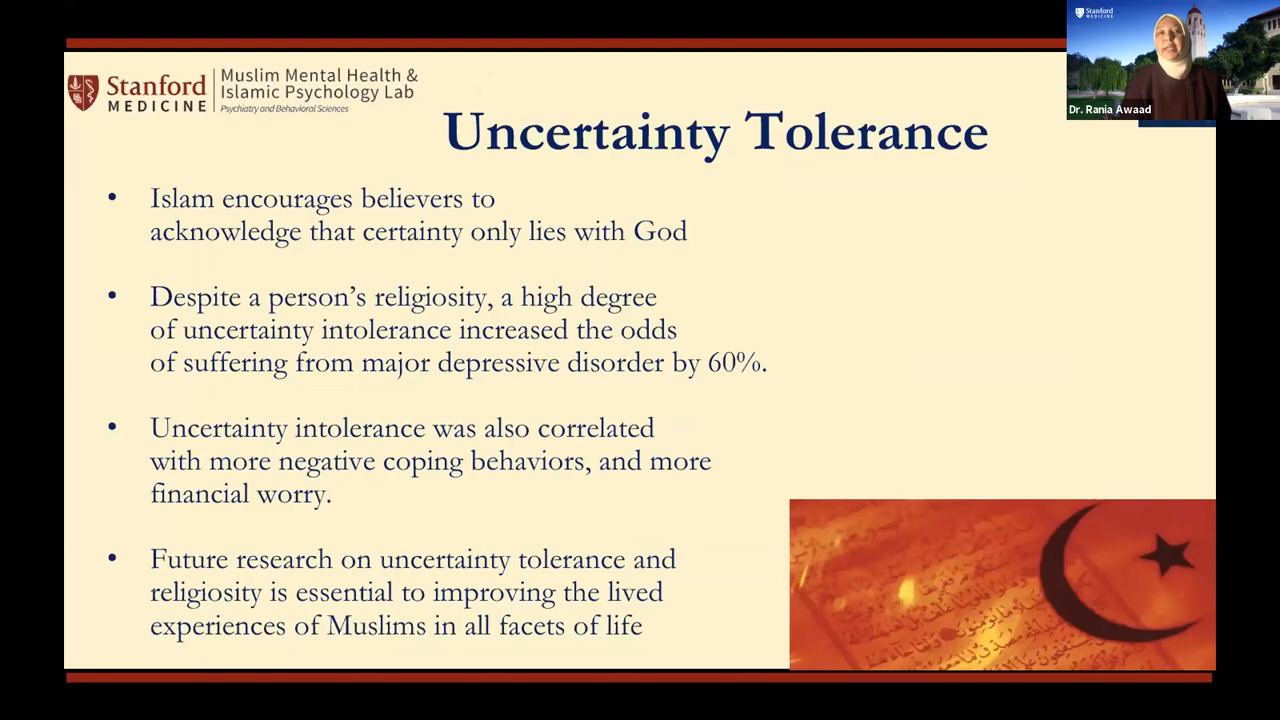 Stanford
MEDICINE
Muslim Mental Health &
Islamic Psychology Lab
Psychiatry and Behavioral Sciences
Stanford
MEDICINE
Dr. Rania Awaad
Uncertainty Tolerance
• Islam encourages believers to
acknowledge that certainty only lies with God
• Despite a person's religiosity, a high degree
of uncertainty intolerance increased the odds
of suffering from major depressive disorder by 60%.
• Uncertainty intolerance was also correlated
with more negative coping behaviors, and more
financial worry.
• Future research on uncertainty tolerance and
religiosity is essential to improving the lived
experiences of Muslims in all facets of life